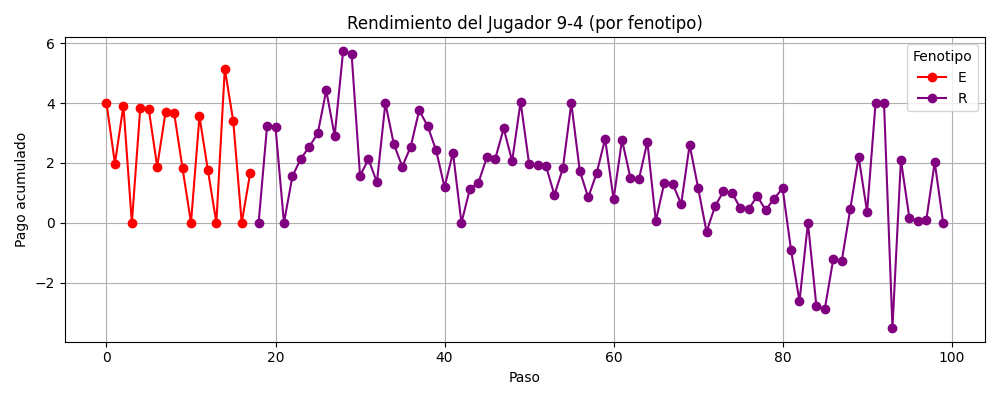 Rendimiento del Jugador 9-4 (por fenotipo)
Pago acumulado
6
4
2
0
−2
Fenotipo
E
R
0
20
40
60
80
100
Paso